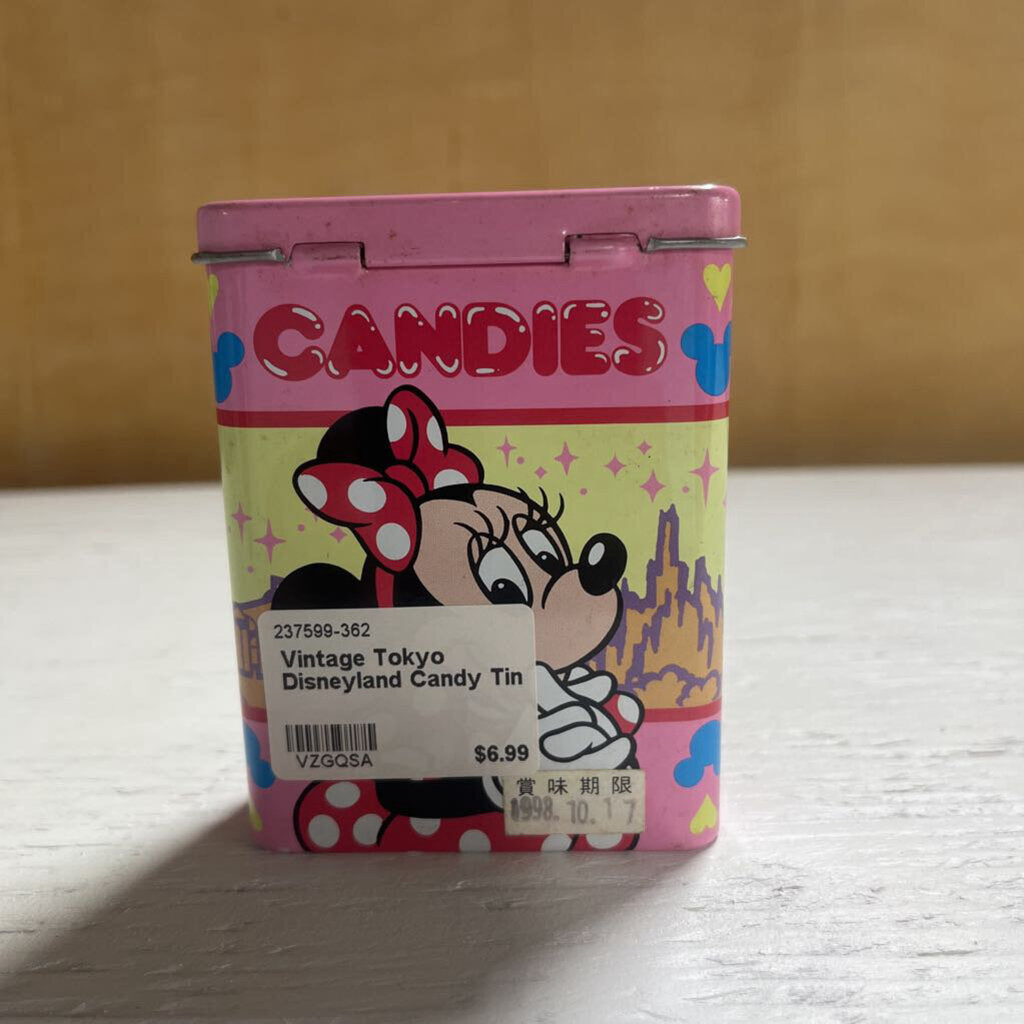 CANDIES
237599-362
Vintage Tokyo
Disneyland Candy Tin
VZGQSA
$6.99
賞味期限
1998.10.17